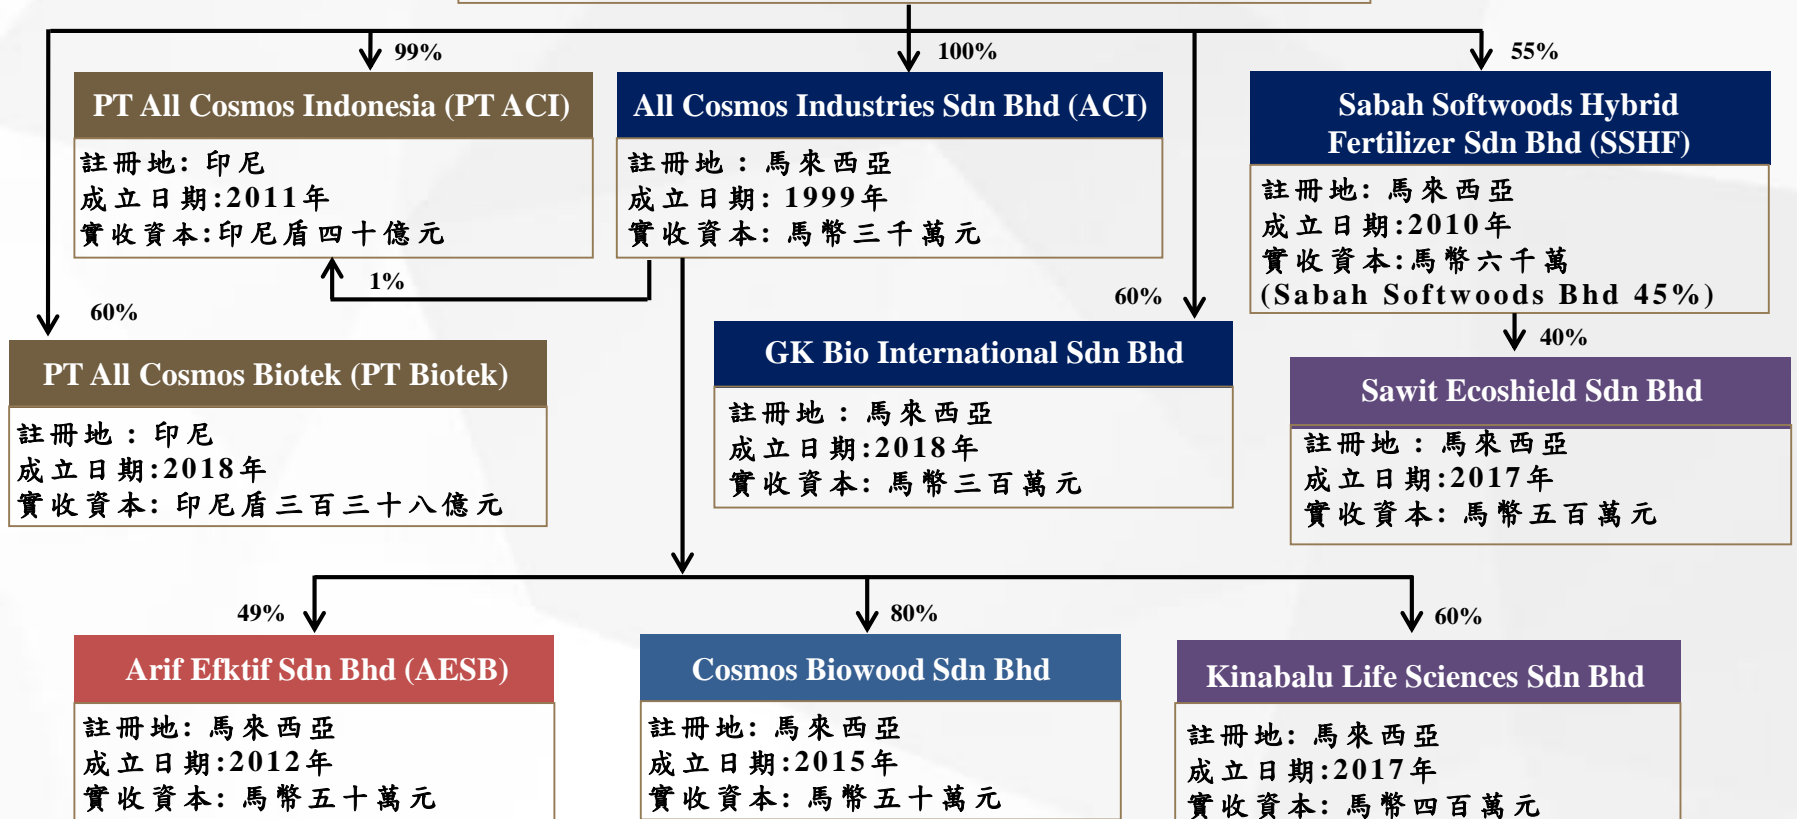 99%
100%
55%
PT All Cosmos Indonesia (PT ACI)
註冊地: 印尼
成立日期:2011年
實收資本:印尼盾四十億元
All Cosmos Industries Sdn Bhd (ACI)
註冊地 : 馬來西亞
成立日期: 1999年
實收資本: 馬幣三千萬元
Sabah Softwoods Hybrid
Fertilizer Sdn Bhd (SSHF)
註冊地: 馬來西亞
成立日期:2010年
實收資本:馬幣六千萬
(Sabah Softwoods Bhd 45%)
1%
60%
60%
40%
PT All Cosmos Biotek (PT Biotek)
註冊地 : 印尼
成立日期:2018年
實收資本: 印尼盾三百三十八億元
GK Bio International Sdn Bhd
註冊地 : 馬來西亞
成立日期:2018年
實收資本: 馬幣三百萬元
Sawit Ecoshield Sdn Bhd
註冊地 : 馬來西亞
成立日期:2017年
實收資本: 馬幣五百萬元
49%
80%
60%
Arif Efktif Sdn Bhd (AESB)
註冊地: 馬來西亞
成立日期:2012年
實收資本: 馬幣五十萬元
Cosmos Biowood Sdn Bhd
註冊地: 馬來西亞
成立日期:2015年
實收資本: 馬幣五十萬元
Kinabalu Life Sciences Sdn Bhd
註冊地: 馬來西亞
成立日期:2017年
實收資本: 馬幣四百萬元